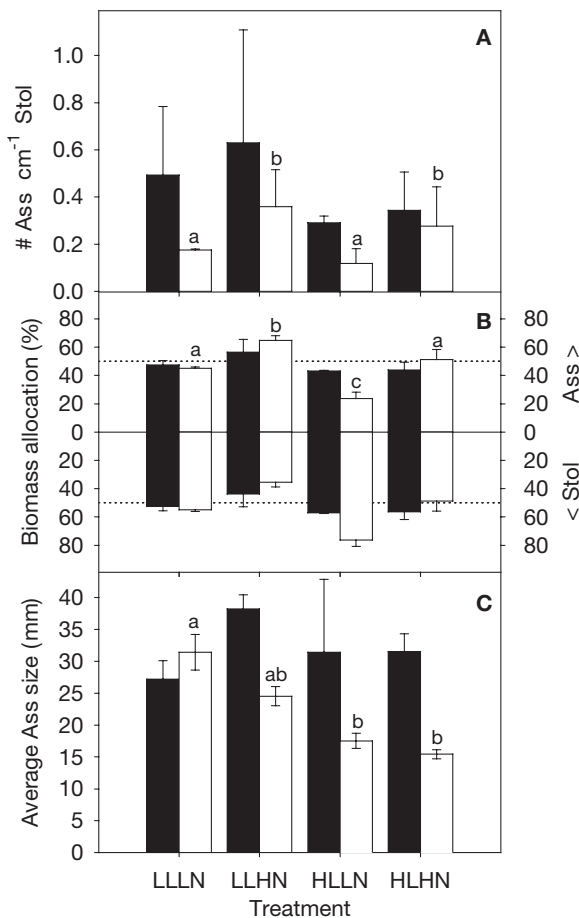 A
# Ass cm⁻¹ Stol
1.0
0.8
0.6
0.4
0.2
0.0
a
b
a
b
B
Biomass allocation (%)
80
60
40
20
0
20
40
60
80
a
b
c
a
80
60
40
20
0
20
40
60
80
Ass >
< Stol
C
Average Ass size (mm)
40
35
30
25
20
15
10
5
0
a
ab
b
b
LLLN LLHN HLLN HLHN
Treatment